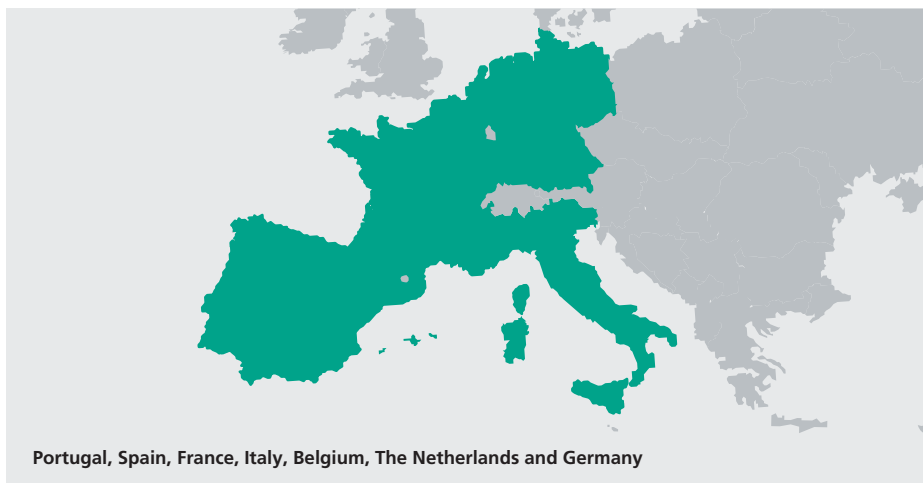 Portugal, Spain, France, Italy, Belgium, The Netherlands and Germany